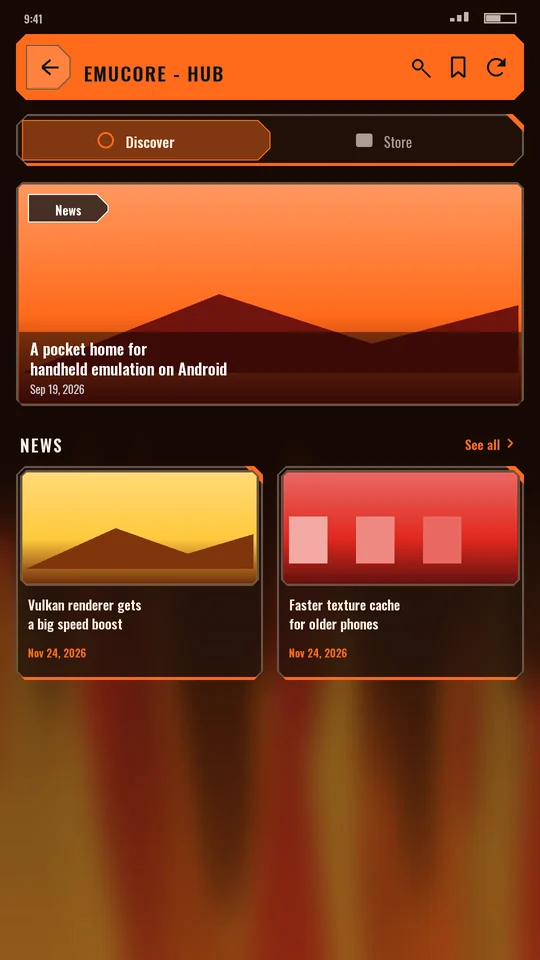 9:41
EMUCORE - HUB
Discover
Store
News
A pocket home for
handheld emulation on Android
Sep 19, 2026
NEWS
See all
Vulkan renderer gets
a big speed boost
Nov 24, 2026
Faster texture cache
for older phones
Nov 24, 2026